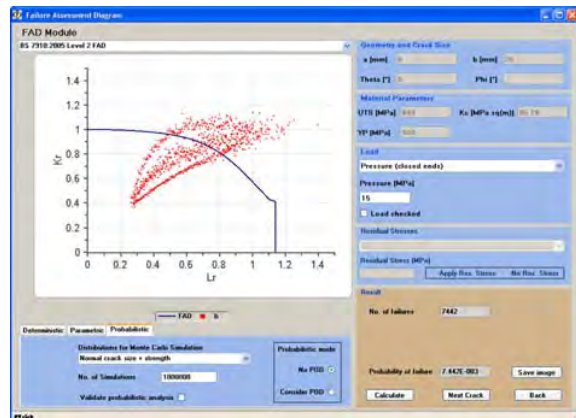 Failure Assessment Diagram
FAD Module
BS 7910:2005 Level 2 FAD
Kr
1.4
1.2
1
0.8
0.6
0.4
0.2
0
0 0.2 0.4 0.6 0.8 1 1.2 1.4
Lr
FAD b
Geometry and Crack Size
a [mm] b [mm]
Theta [°] Phi [°]
Material Parameters
UTS [MPa] Kc [MPa sq(m)]
YP [MPa]
Load
Pressure (closed ends)
Pressure [MPa]
15
Load checked
Residual Stresses
Residual Stress [MPa]
Apply Res. Stress No Res. Stress
Result
No. of failures 7442
Probability of failure 7.442E-003
Save image
Calculate Next Crack Back
Deterministic Parametric Probabilistic
Distributions for Monte Carlo Simulation
Normal crack size + strength
No. of Simulations 1000000
Validate probabilistic analysis
Probabilistic mode
No POD
Consider POD